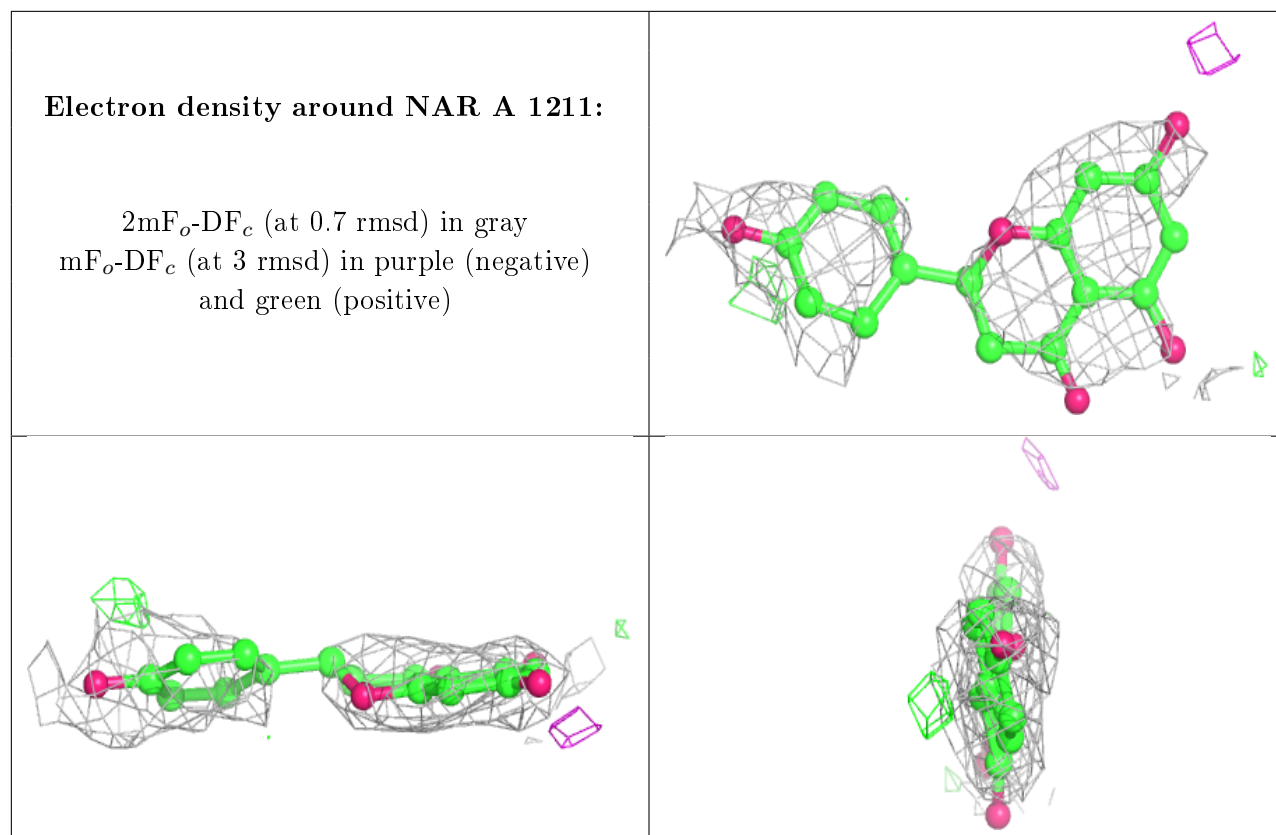 Electron density around NAR A 1211:
2mFₒ-DF𝒸 (at 0.7 rmsd) in gray
mFₒ-DF𝒸 (at 3 rmsd) in purple (negative)
and green (positive)